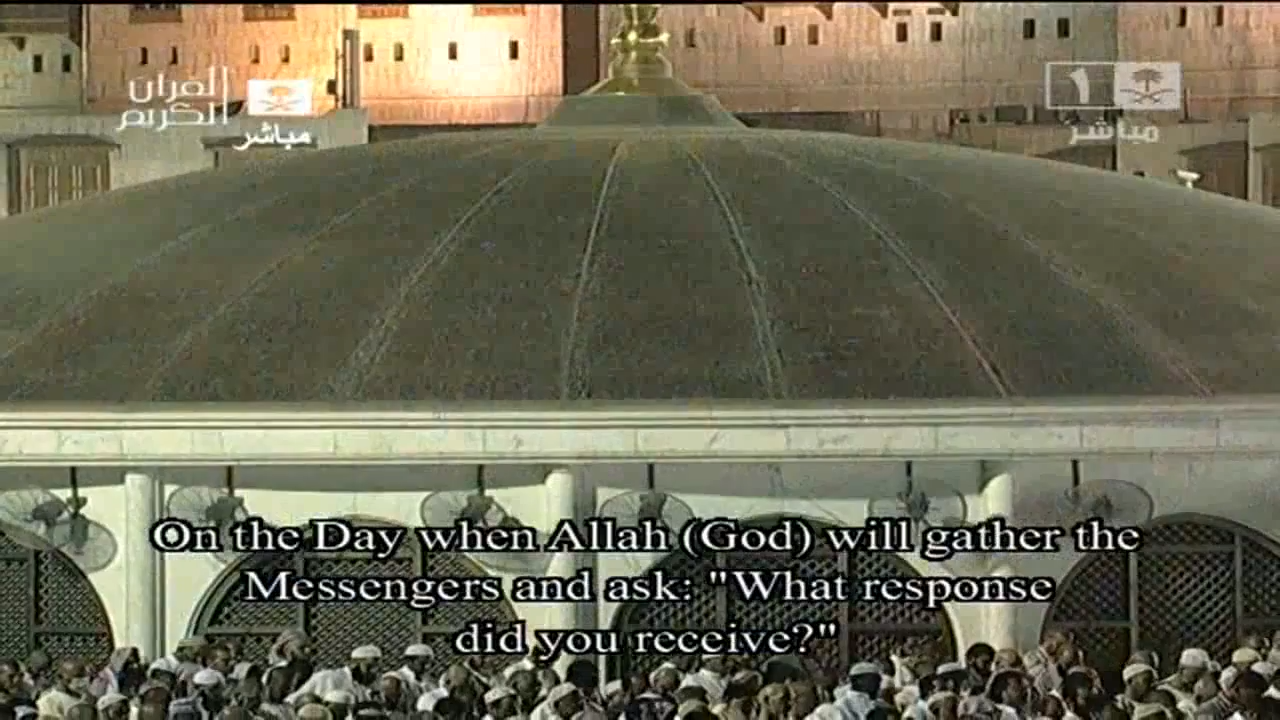 القرآن
الكريم
مباشر
١
مباشر
On the Day when Allah (God) will gather the
Messengers and ask: "What response
did you receive?"